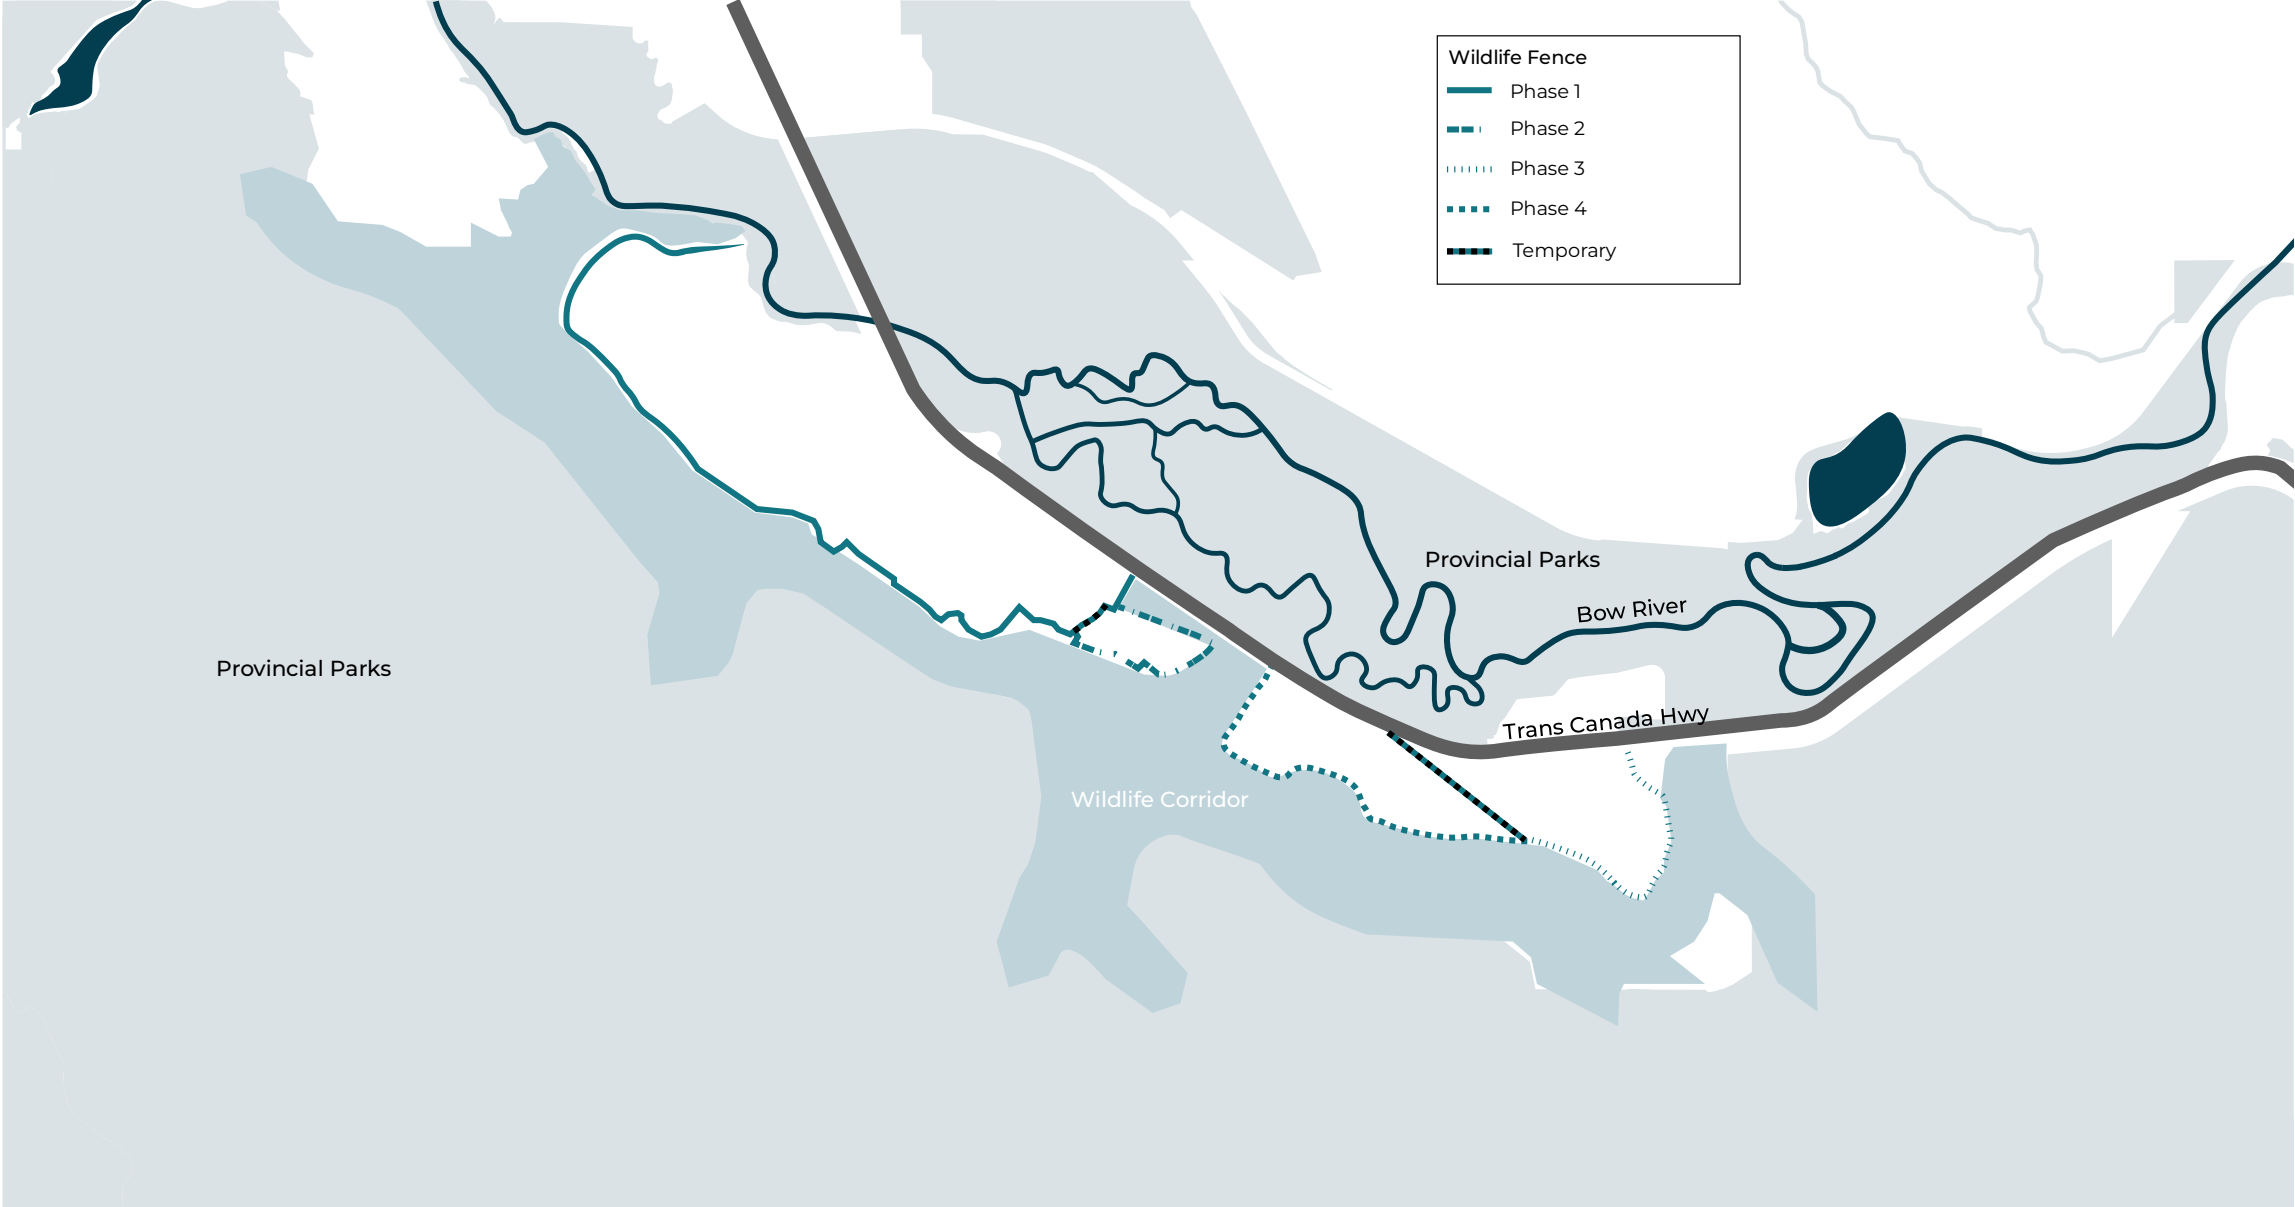 Wildlife Fence
Phase 1
Phase 2
Phase 3
Phase 4
Temporary
Provincial Parks
Bow River
Provincial Parks
Trans Canada Hwy
Wildlife Corridor